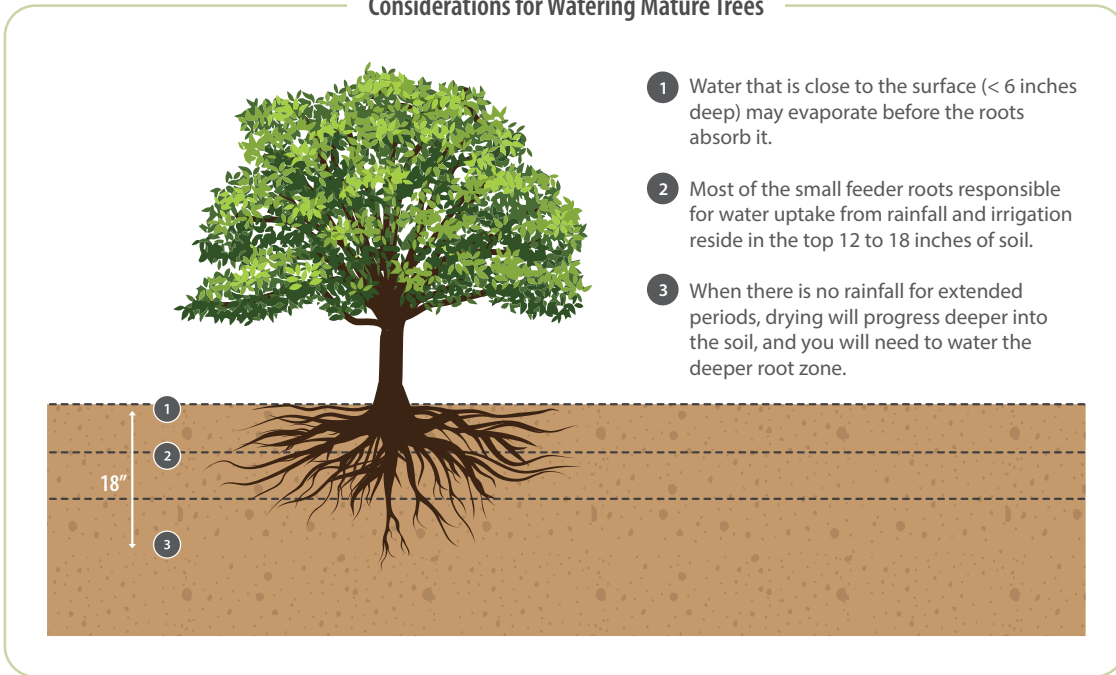 Considerations for Watering Mature Trees
1 Water that is close to the surface (< 6 inches
deep) may evaporate before the roots
absorb it.
2 Most of the small feeder roots responsible
for water uptake from rainfall and irrigation
reside in the top 12 to 18 inches of soil.
3 When there is no rainfall for extended
periods, drying will progress deeper into
the soil, and you will need to water the
deeper root zone.
1
2
18”
3